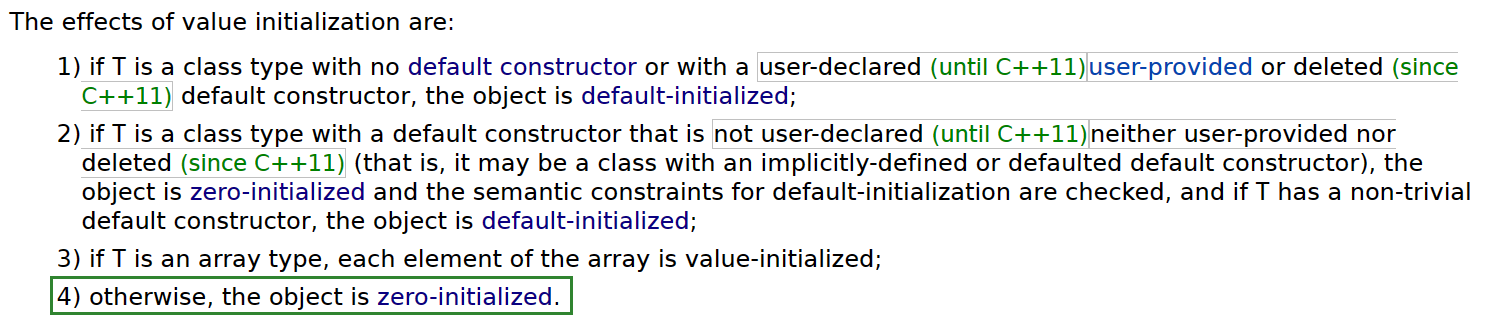 The effects of value initialization are:
1) if T is a class type with no default constructor or with a user-declared (until C++11)user-provided or deleted (since
C++11) default constructor, the object is default-initialized;
2) if T is a class type with a default constructor that is not user-declared (until C++11)neither user-provided nor
deleted (since C++11) (that is, it may be a class with an implicitly-defined or defaulted default constructor), the
object is zero-initialized and the semantic constraints for default-initialization are checked, and if T has a non-trivial
default constructor, the object is default-initialized;
3) if T is an array type, each element of the array is value-initialized;
4) otherwise, the object is zero-initialized.